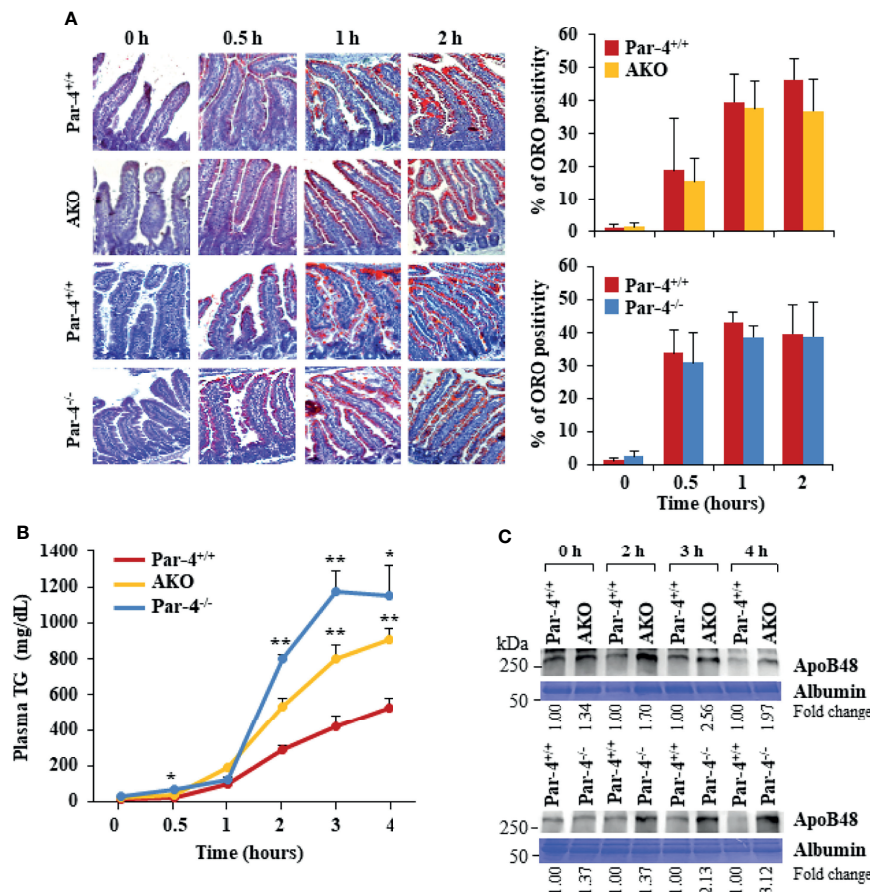 A
0 h 0.5 h 1 h 2 h
Par-4+/+
AKO
Par-4+/+
Par-4-/-
% of ORO positivity
60
50
40
30
20
10
0
Par-4+/+
AKO
% of ORO positivity
60
50
40
30
20
10
0
Par-4+/+
Par-4-/-
0 0.5 1 2
Time (hours)
B
Plasma TG (mg/dL)
1400
1200
1000
800
600
400
200
0
Par-4+/+
AKO
Par-4-/-
* ** ** * ** **
0 0.5 1 2 3 4
Time (hours)
C
0 h 2 h 3 h 4 h
Par-4+/+ AKO Par-4+/+ AKO Par-4+/+ AKO Par-4+/+ AKO
kDa
250 ApoB48
50 Albumin
1.00 1.34 1.00 1.70 1.00 2.56 1.00 1.97 Fold change
Par-4+/+ Par-4-/- Par-4+/+ Par-4-/- Par-4+/+ Par-4-/- Par-4+/+ Par-4-/-
250 ApoB48
50 Albumin
1.00 1.37 1.00 1.37 1.00 2.13 1.00 3.12 Fold change